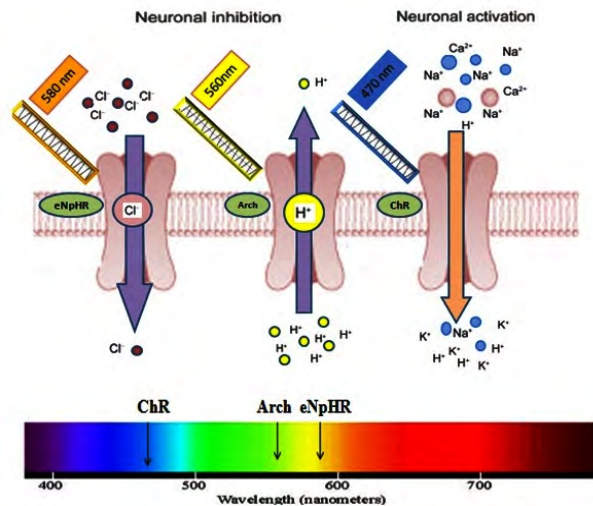 Neuronal inhibition
Neuronal activation
580 nm
Cl⁻
Cl⁻
Cl⁻
Cl⁻
560nm
H⁺
470 nm
Ca²⁺
Na⁺
Na⁺
Na⁺
Ca²⁺
Na⁺
Na⁺
H⁺
eNpHR
Cl⁻
Arch
H⁺
ChR
Cl⁻
H⁺
H⁺
H⁺
H⁺
H⁺
H⁺
K⁺
Na⁺
K⁺
K⁺
H⁺
H⁺
H⁺
K⁺
ChR
Arch
eNpHR
400
500
600
700
Wavelength (nanometers)